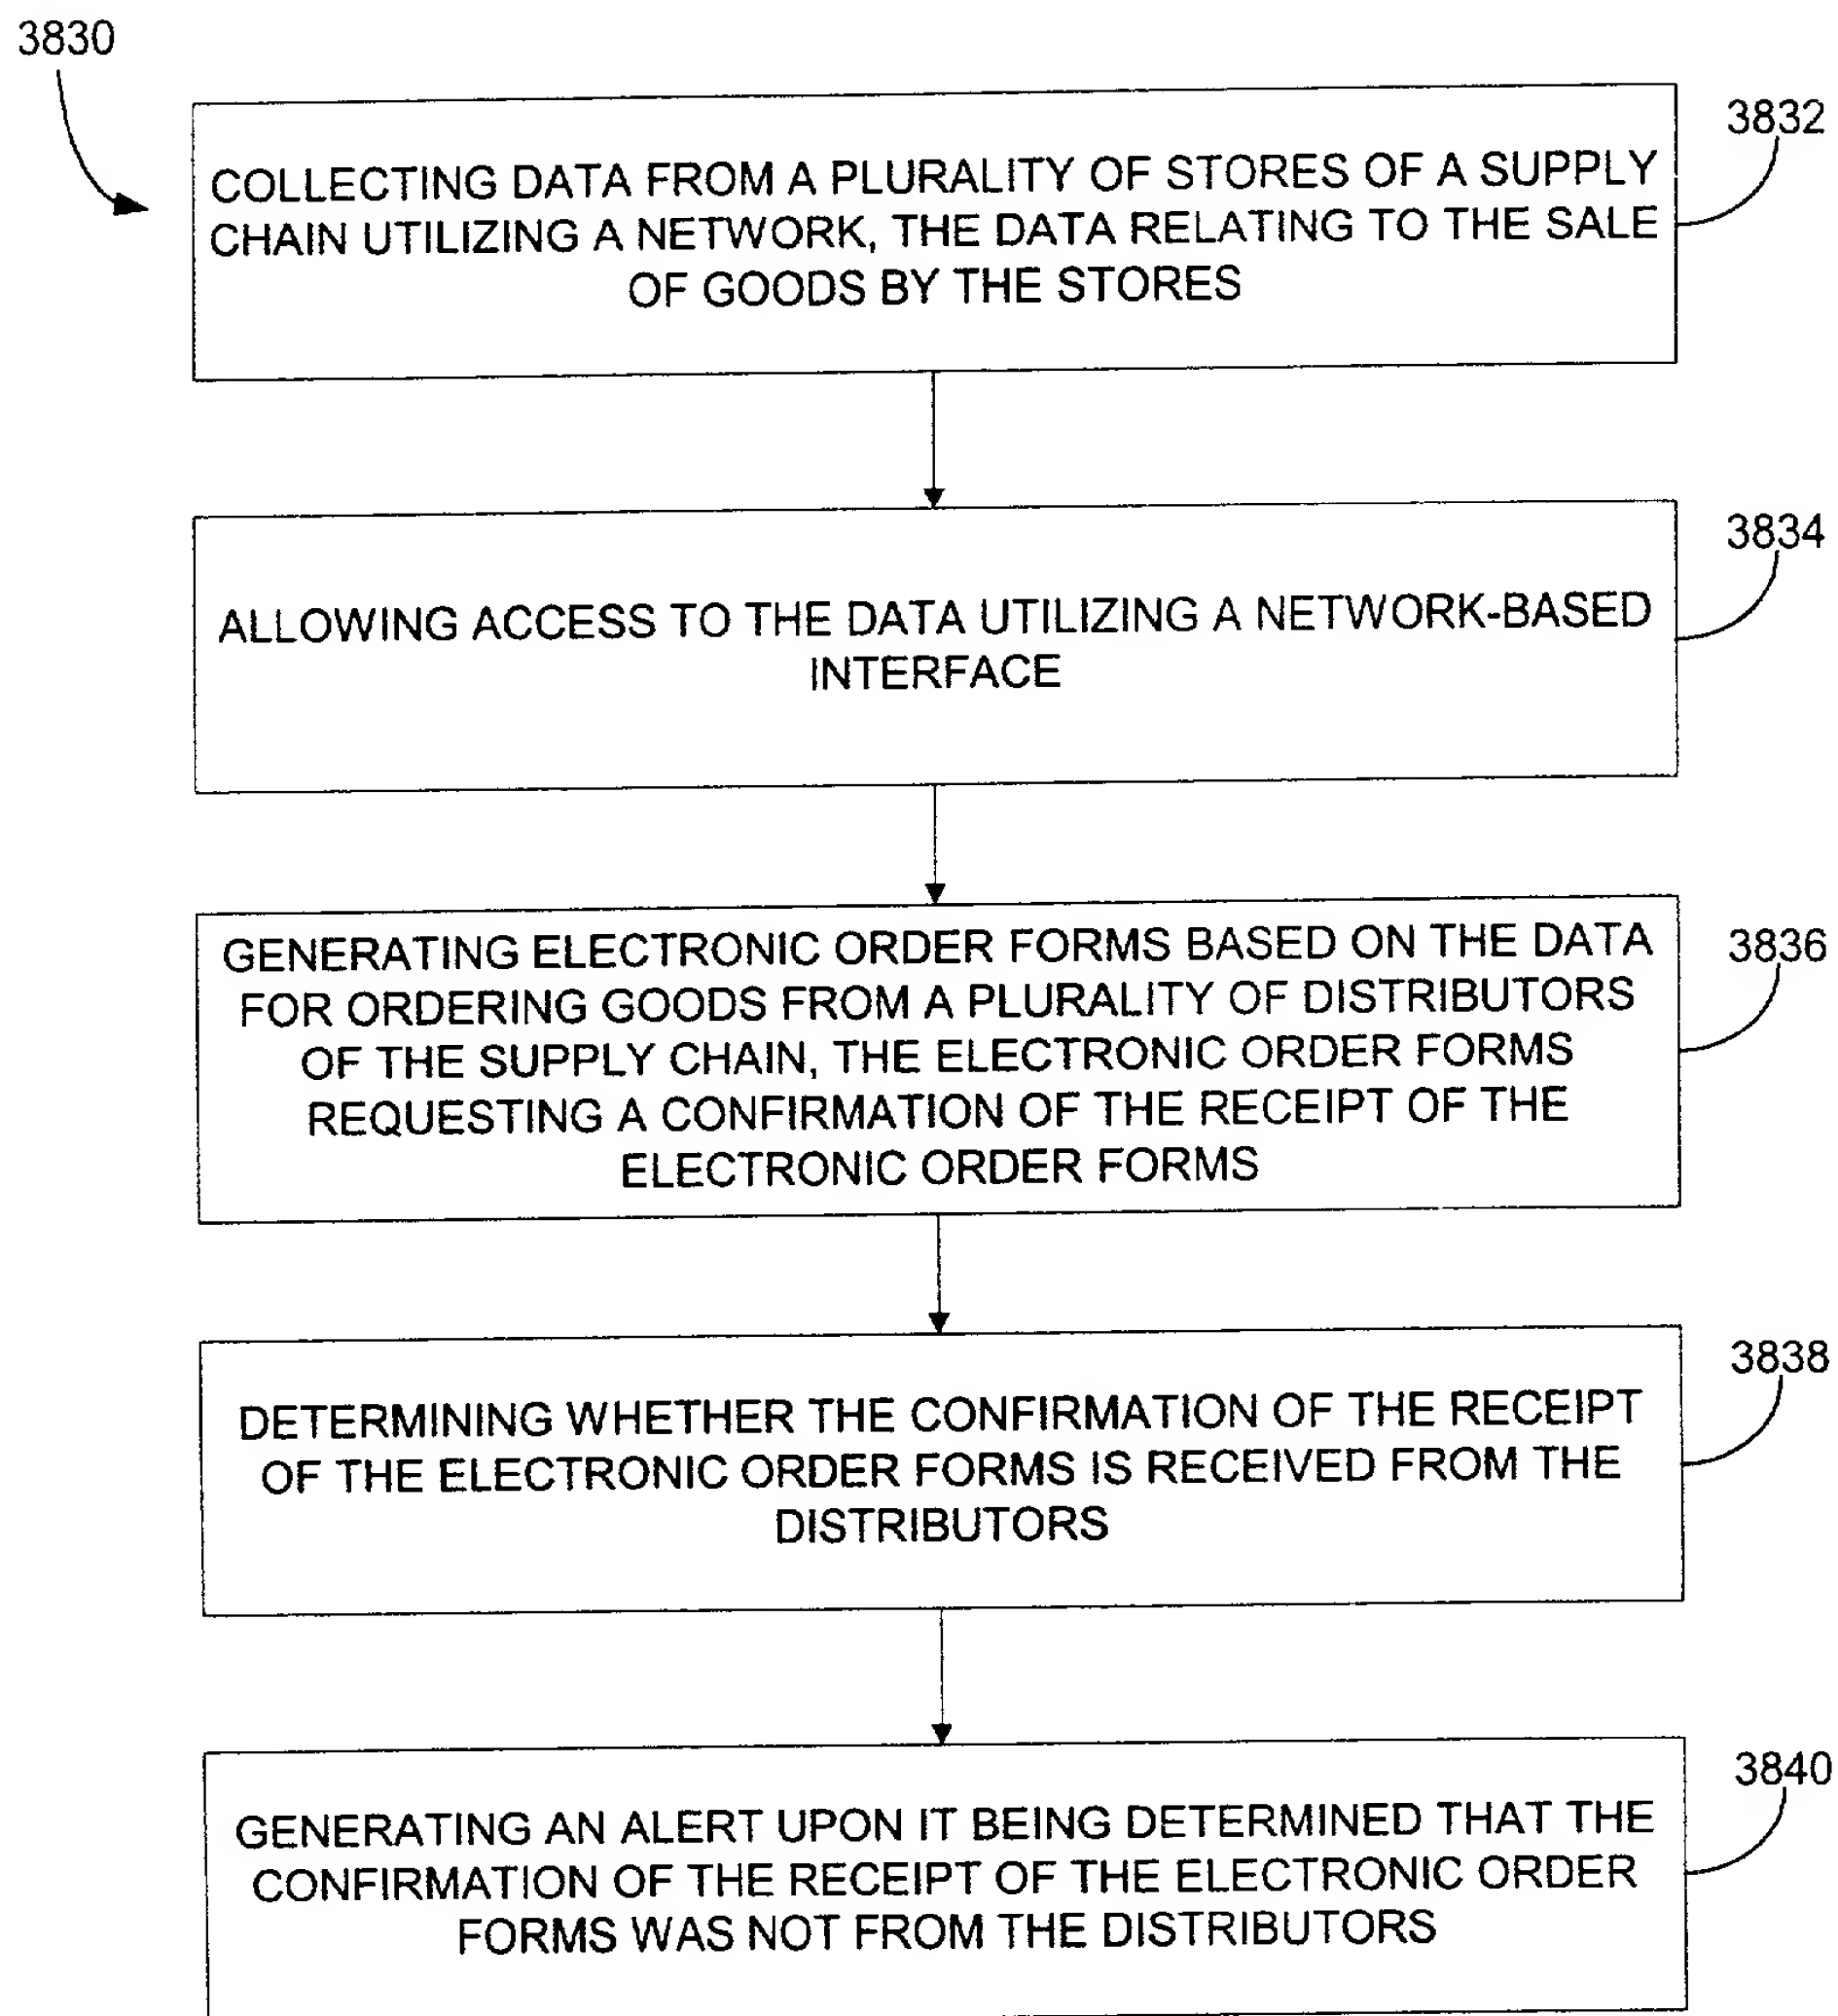 3830
3832
COLLECTING DATA FROM A PLURALITY OF STORES OF A SUPPLY
CHAIN UTILIZING A NETWORK, THE DATA RELATING TO THE SALE
OF GOODS BY THE STORES
3834
ALLOWING ACCESS TO THE DATA UTILIZING A NETWORK-BASED
INTERFACE
3836
GENERATING ELECTRONIC ORDER FORMS BASED ON THE DATA
FOR ORDERING GOODS FROM A PLURALITY OF DISTRIBUTORS
OF THE SUPPLY CHAIN, THE ELECTRONIC ORDER FORMS
REQUESTING A CONFIRMATION OF THE RECEIPT OF THE
ELECTRONIC ORDER FORMS
3838
DETERMINING WHETHER THE CONFIRMATION OF THE RECEIPT
OF THE ELECTRONIC ORDER FORMS IS RECEIVED FROM THE
DISTRIBUTORS
3840
GENERATING AN ALERT UPON IT BEING DETERMINED THAT THE
CONFIRMATION OF THE RECEIPT OF THE ELECTRONIC ORDER
FORMS WAS NOT FROM THE DISTRIBUTORS